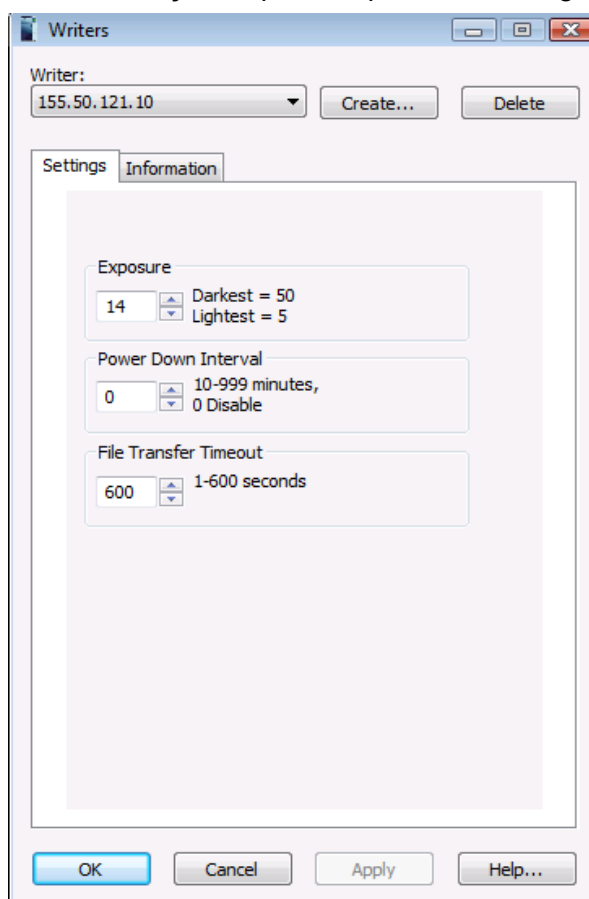 Writers
Writer:
155.50.121.10
Create...
Delete
Settings
Information
Exposure
14
Darkest = 50
Lightest = 5
Power Down Interval
0
10-999 minutes,
0 Disable
File Transfer Timeout
600
1-600 seconds
OK
Cancel
Apply
Help...